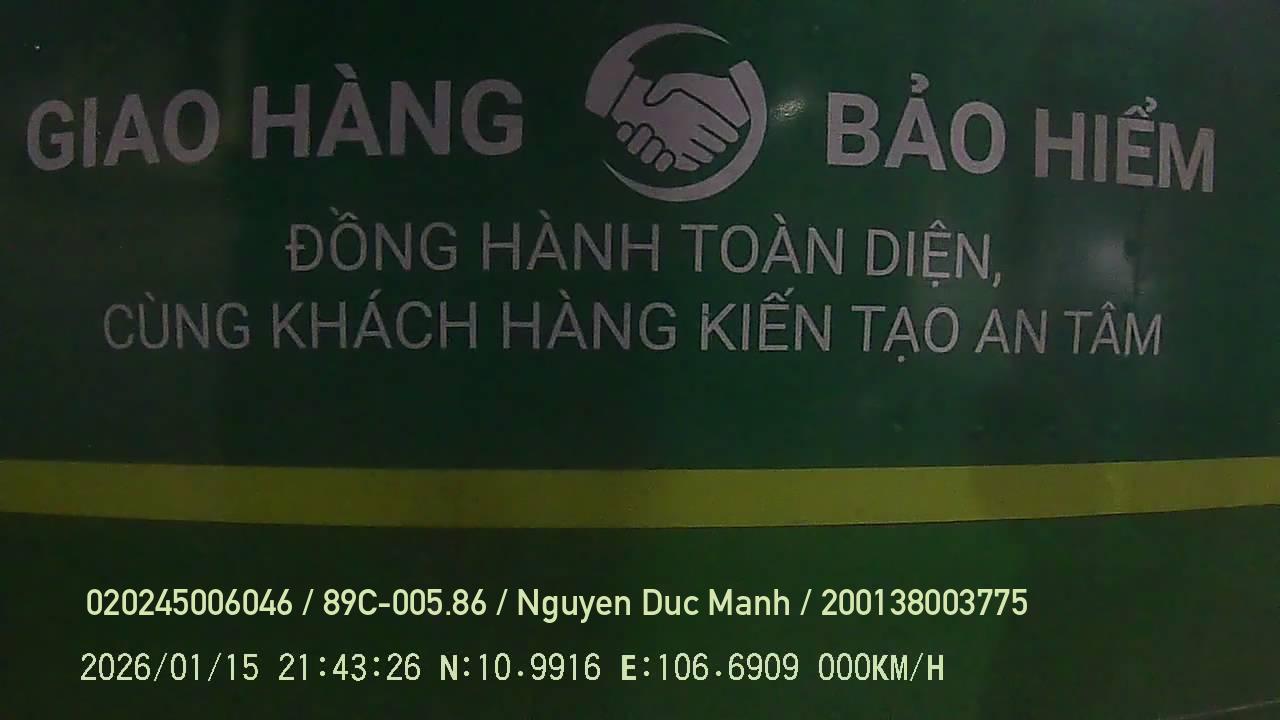 GIAO HÀNG BẢO HIỂM
ĐỒNG HÀNH TOÀN DIỆN,
CÙNG KHÁCH HÀNG KIẾN TẠO AN TÂM
020245006046 / 89C-005.86 / Nguyen Duc Manh / 200138003775
2026/01/15 21:43:26 N:10.9916 E:106.6909 000KM/H